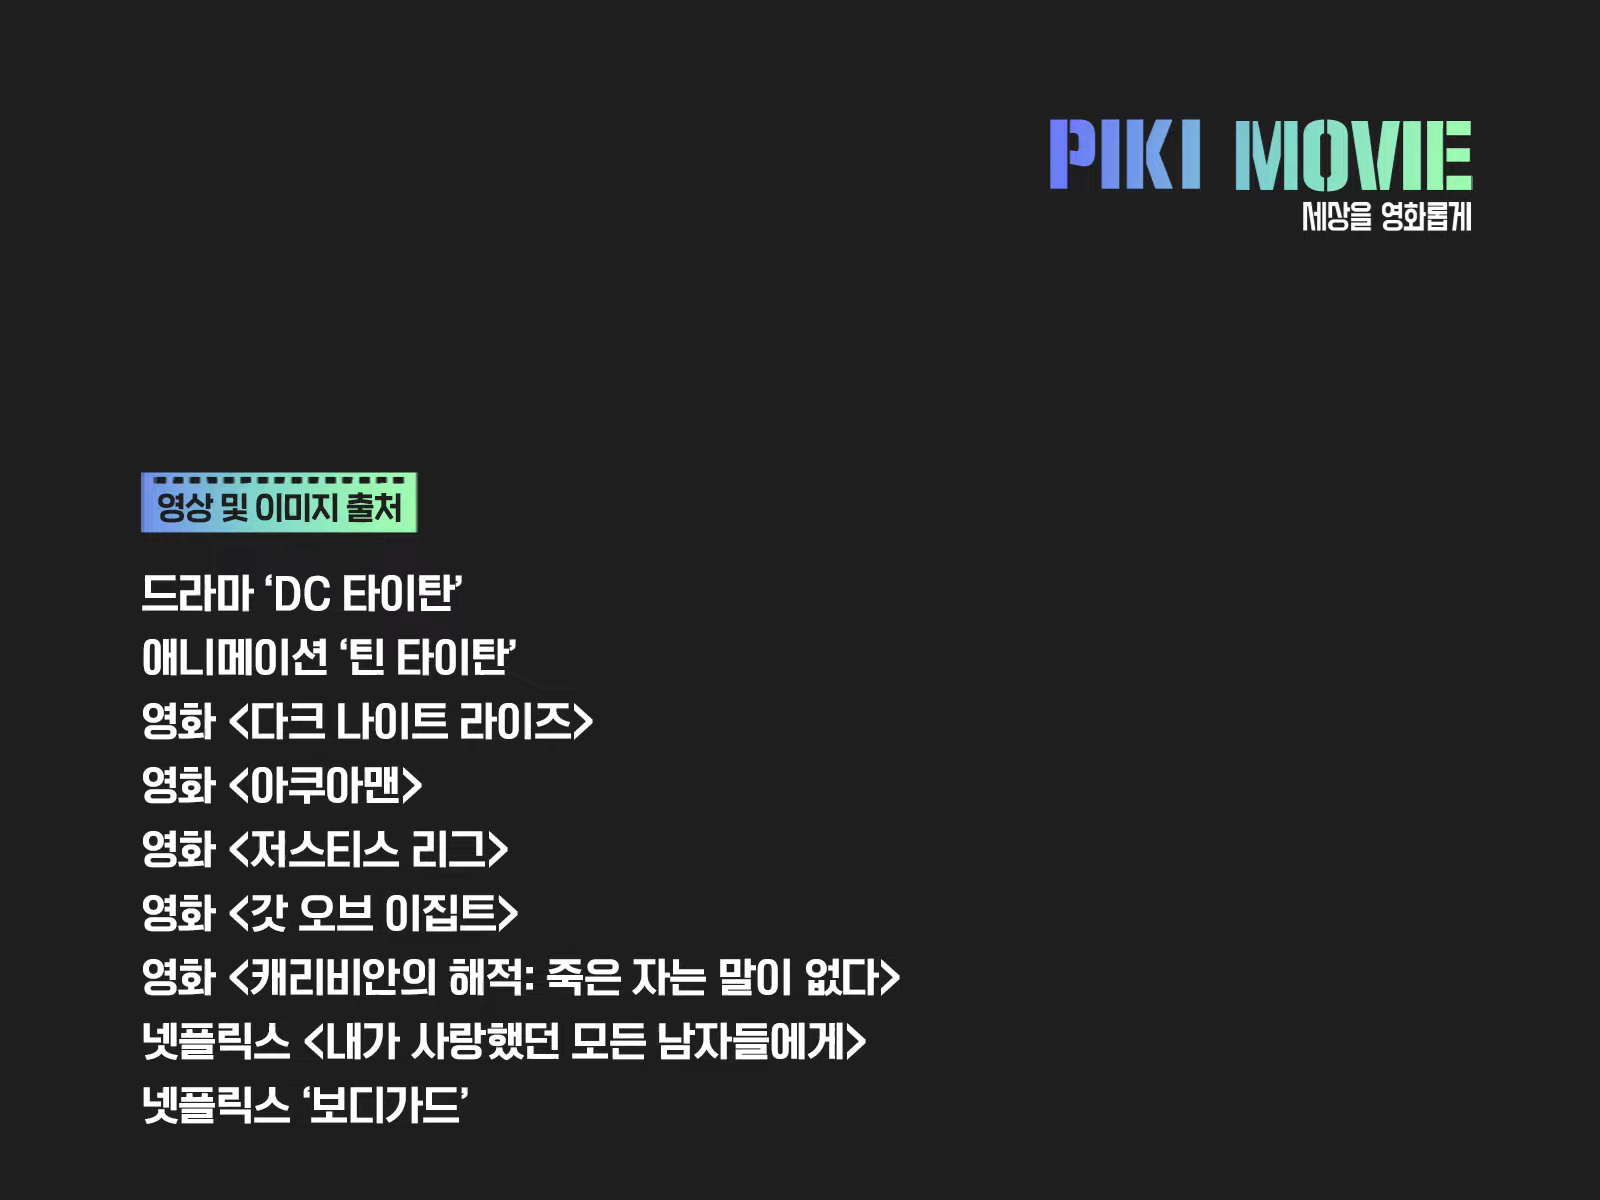 PIKI MOVIE
세상을 영화롭게
영상 및 이미지 출처
드라마 ‘DC 타이탄’
애니메이션 ‘틴 타이탄’
영화 <다크 나이트 라이즈>
영화 <아쿠아맨>
영화 <저스티스 리그>
영화 <갓 오브 이집트>
영화 <캐리비안의 해적: 죽은 자는 말이 없다>
넷플릭스 <내가 사랑했던 모든 남자들에게>
넷플릭스 ‘보디가드’